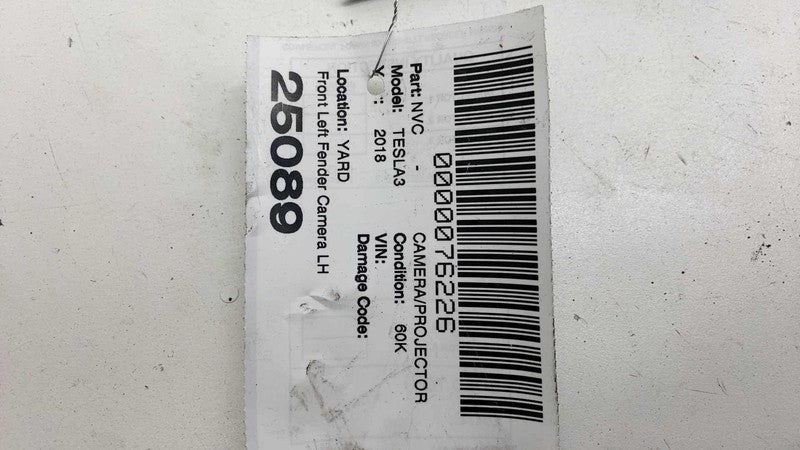 0000076226
Part: NVC - CAMERA/PROJECTOR
Model: TESLA3 Condition: 60K
2018 VIN:
Damage Code:
Location: YARD
Front Left Fender Camera LH
25089